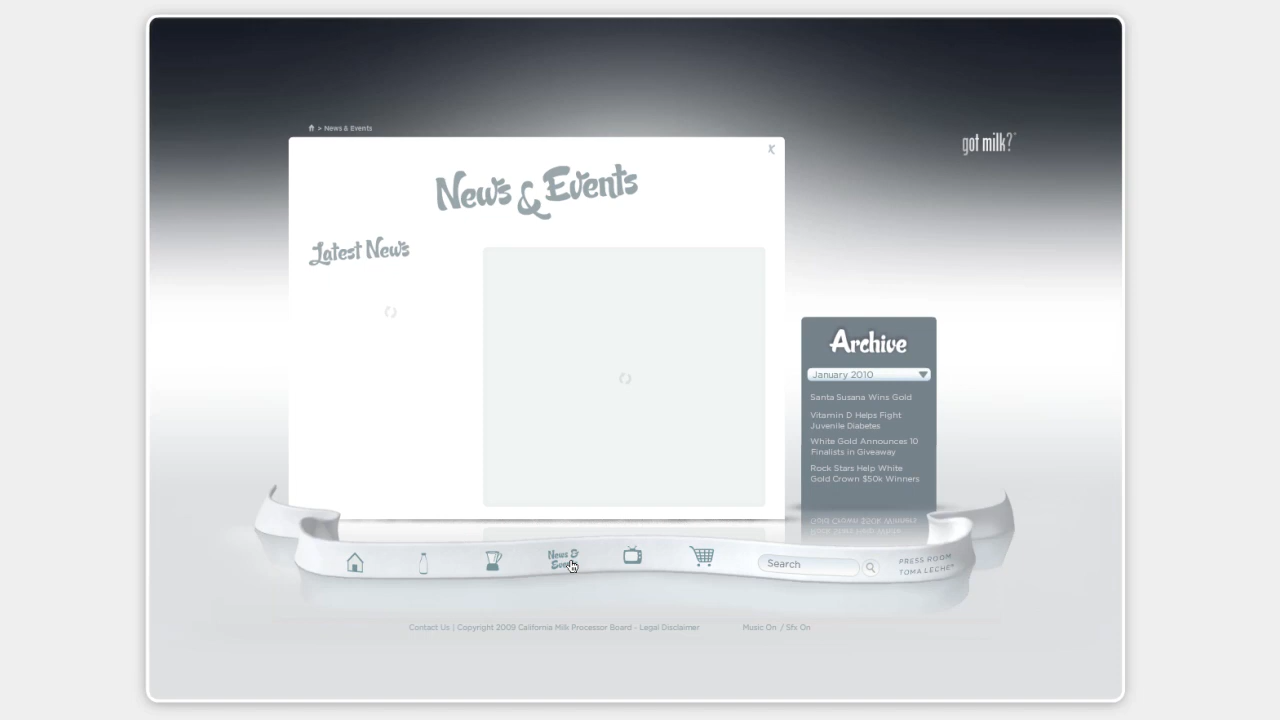 > News & Events
got milk?
News & Events
Latest News
Archive
January 2010
Santa Susana Wins Gold
Vitamin D Helps Fight
Juvenile Diabetes
White Gold Announces 10
Finalists in Giveaway
Rock Stars Help White
Gold Crown $50k Winners
News &
Search
PRESS ROOM
TOMA LECHE
Contact Us | Copyright 2009 California Milk Processor Board - Legal Disclaimer
Music On / Sfx On